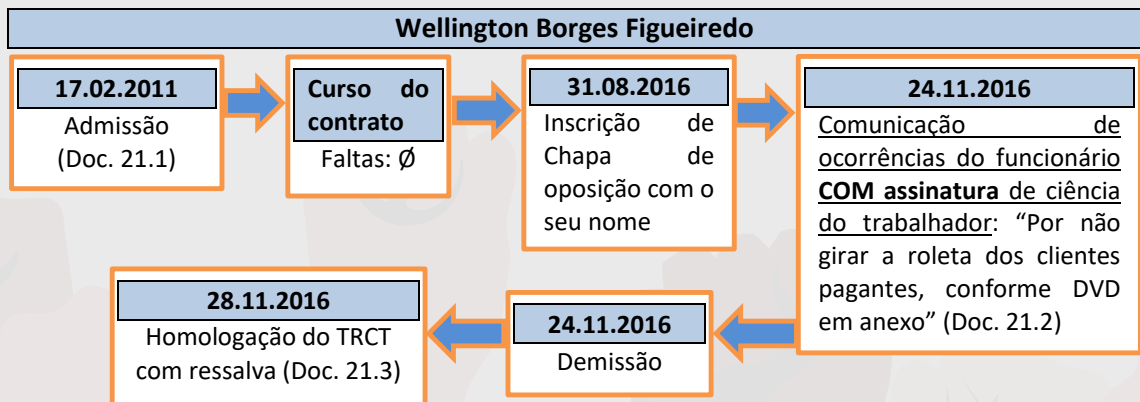 Wellington Borges Figueiredo
17.02.2011
Admissão
(Doc. 21.1)
Curso do
contrato
Faltas: Ø
31.08.2016
Inscrição de
Chapa de
oposição com o
seu nome
24.11.2016
Comunicação de
ocorrências do funcionário
COM assinatura de ciência
do trabalhador: “Por não
girar a roleta dos clientes
pagantes, conforme DVD
em anexo” (Doc. 21.2)
24.11.2016
Demissão
28.11.2016
Homologação do TRCT
com ressalva (Doc. 21.3)